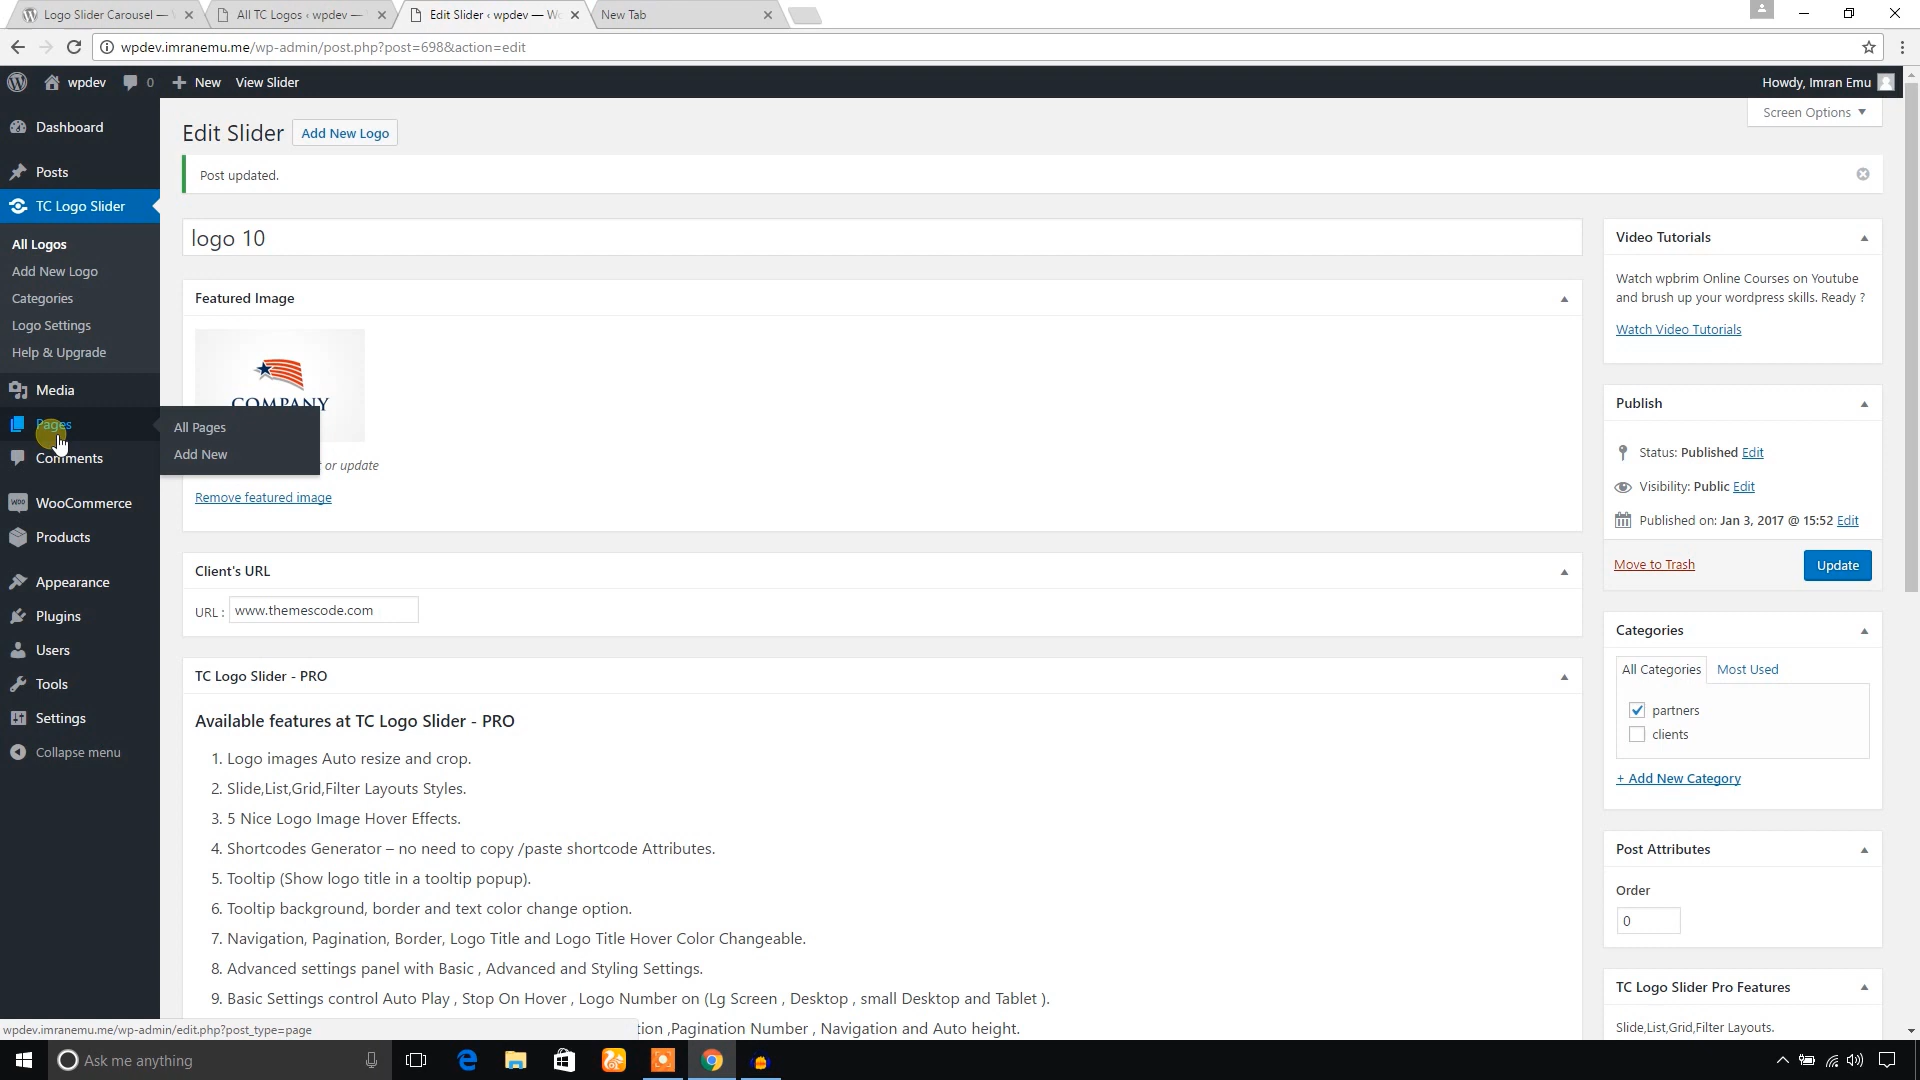 Logo Slider Carousel —
All TC Logos ‹ wpdev —
Edit Slider ‹ wpdev — Wo
New Tab
wpdev.imranemu.me/wp-admin/post.php?post=698&action=edit
wpdev
0
New
View Slider
Howdy, Imran Emu
Screen Options
Dashboard
Posts
TC Logo Slider
All Logos
Add New Logo
Categories
Logo Settings
Help & Upgrade
Media
Pages
All Pages
Add New
Comments
WooCommerce
Products
Appearance
Plugins
Users
Tools
Settings
Collapse menu
Edit Slider
Add New Logo
Post updated.
logo 10
Featured Image
COMPANY
or update
Remove featured image
Client's URL
URL :
www.themescode.com
TC Logo Slider - PRO
Available features at TC Logo Slider - PRO
1. Logo images Auto resize and crop.
2. Slide,List,Grid,Filter Layouts Styles.
3. 5 Nice Logo Image Hover Effects.
4. Shortcodes Generator – no need to copy /paste shortcode Attributes.
5. Tooltip (Show logo title in a tooltip popup).
6. Tooltip background, border and text color change option.
7. Navigation, Pagination, Border, Logo Title and Logo Title Hover Color Changeable.
8. Advanced settings panel with Basic , Advanced and Styling Settings.
9. Basic Settings control Auto Play , Stop On Hover , Logo Number on (Lg Screen , Desktop , small Desktop and Tablet ).
tion ,Pagination Number , Navigation and Auto height.
Video Tutorials
Watch wpbrim Online Courses on Youtube
and brush up your wordpress skills. Ready ?
Watch Video Tutorials
Publish
Status: Published Edit
Visibility: Public Edit
Published on: Jan 3, 2017 @ 15:52 Edit
Move to Trash
Update
Categories
All Categories
Most Used
partners
clients
+ Add New Category
Post Attributes
Order
0
TC Logo Slider Pro Features
Slide,List,Grid,Filter Layouts.
wpdev.imranemu.me/wp-admin/edit.php?post_type=page
Ask me anything